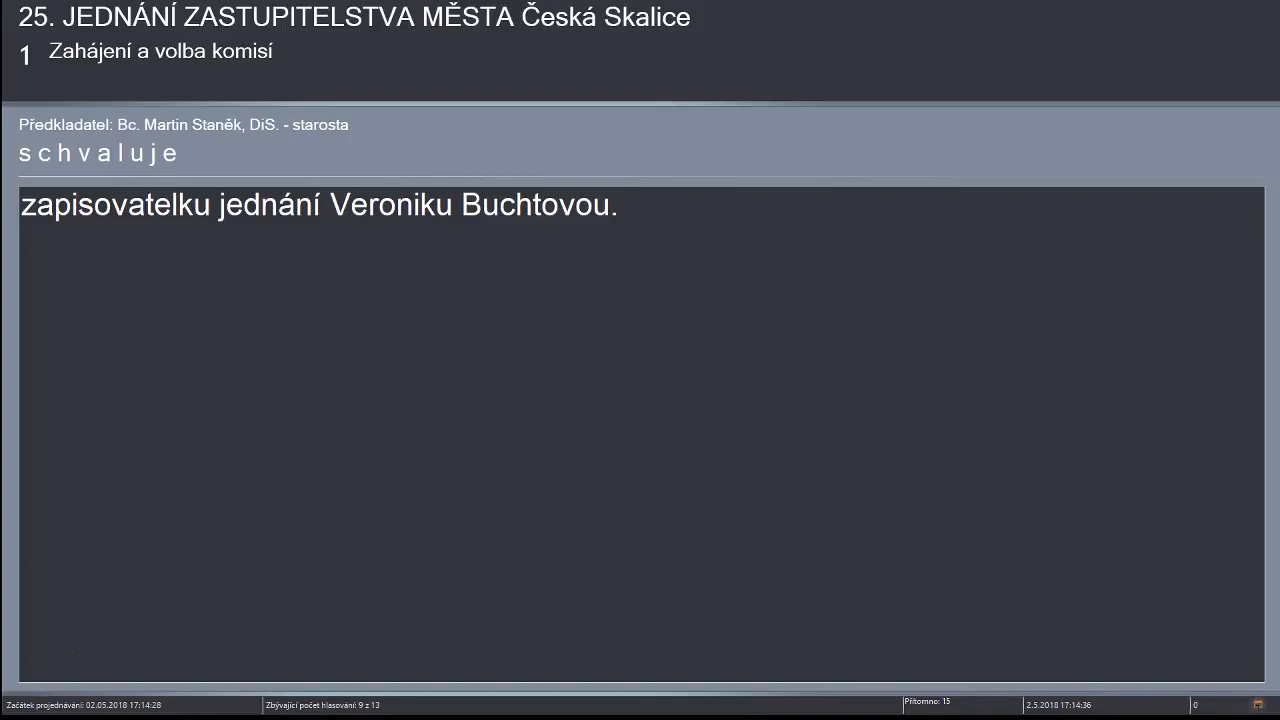 25. JEDNÁNÍ ZASTUPITELSTVA MĚSTA Česká Skalice
1 Zahájení a volba komisí
Předkladatel: Bc. Martin Staněk, DiS. - starosta
schvaluje
zapisovatelku jednání Veroniku Buchtovou.
Začátek projednávání: 02.05.2018 17:14:28
Zbývající počet hlasování: 9 z 13
Přítomno: 15
2.5.2018 17:14:36
0